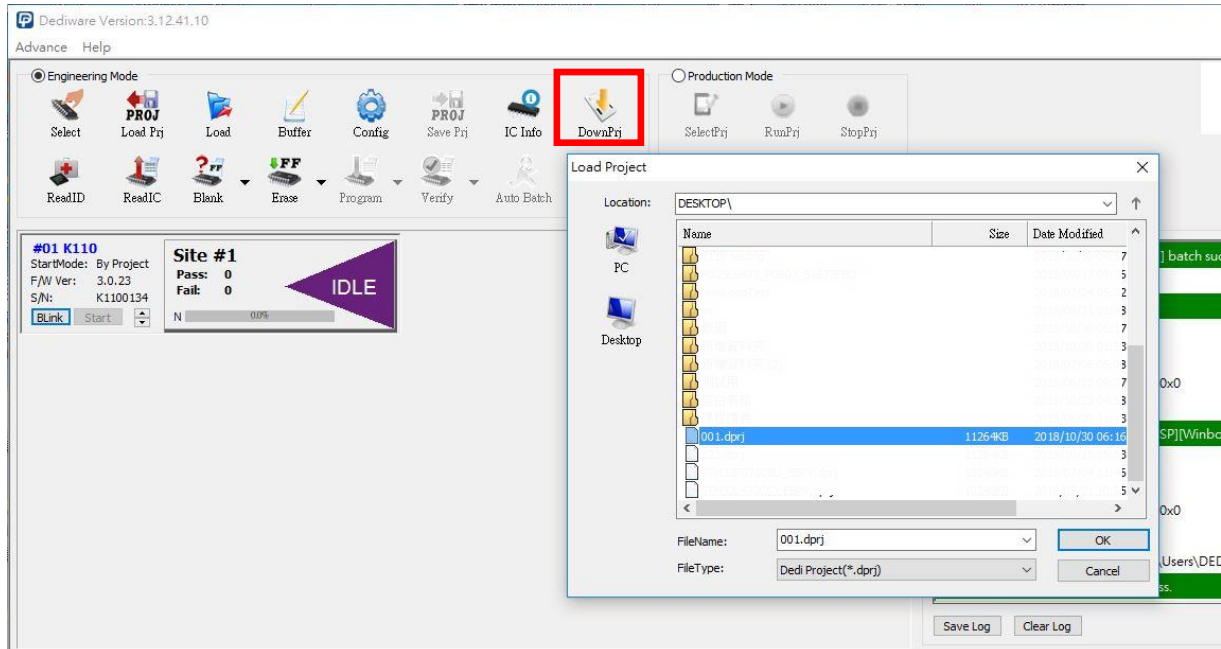 Dediware Version:3.12.41.10
Advance Help
Engineering Mode
Production Mode
PROJ PROJ
Select Load Prj Load Buffer Config Save Prj IC Info DownPrj SelectPrj RunPrj StopPrj
? FF FF
ReadID ReadIC Blank Erase Program Verify Auto Batch
Load Project
Location: DESKTOP\
Name Size Date Modified
PC
Desktop
001.dprj 11264KB 2018/10/30 06:16
FileName: 001.dprj OK
FileType: Dedi Project(*.dprj) Cancel
#01 K110
StartMode: By Project
F/W Ver: 3.0.23
S/N: K1100134
BLink Start
Site #1
Pass: 0
Fail: 0
N 0.0%
IDLE
] batch suc
0x0
SP][Winbo
0x0
\Users\DED
ss.
Save Log Clear Log